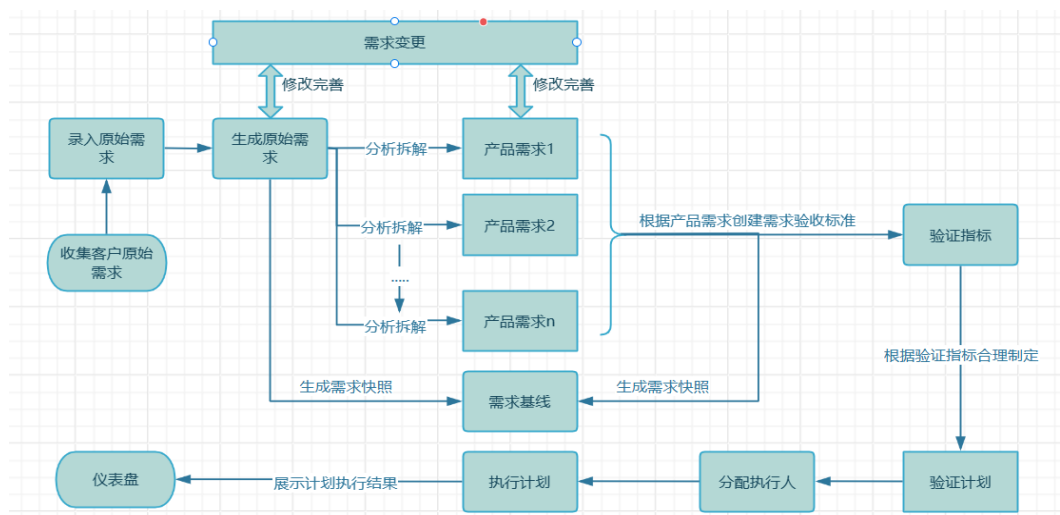 需求变更
修改完善
修改完善
录入原始需
求
生成原始需
求
分析拆解
产品需求1
收集客户原始
需求
分析拆解
产品需求2
根据产品需求创建需求验收标准
验证指标
.....
分析拆解
产品需求n
根据验证指标合理制定
生成需求快照
需求基线
生成需求快照
仪表盘
展示计划执行结果
执行计划
分配执行人
验证计划